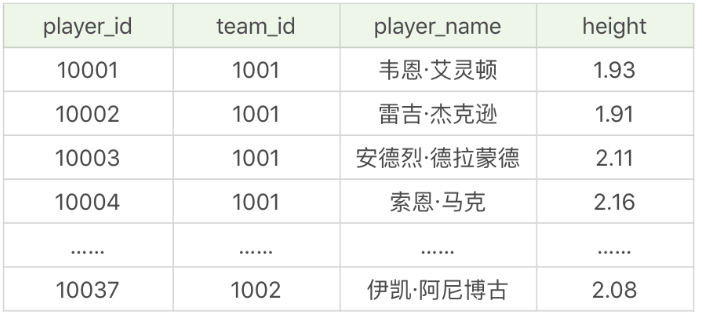 player_id team_id player_name height
10001 1001 韦恩·艾灵顿 1.93
10002 1001 雷吉·杰克逊 1.91
10003 1001 安德烈·德拉蒙德 2.11
10004 1001 索恩·马克 2.16
...... ...... ...... ......
10037 1002 伊凯·阿尼博古 2.08